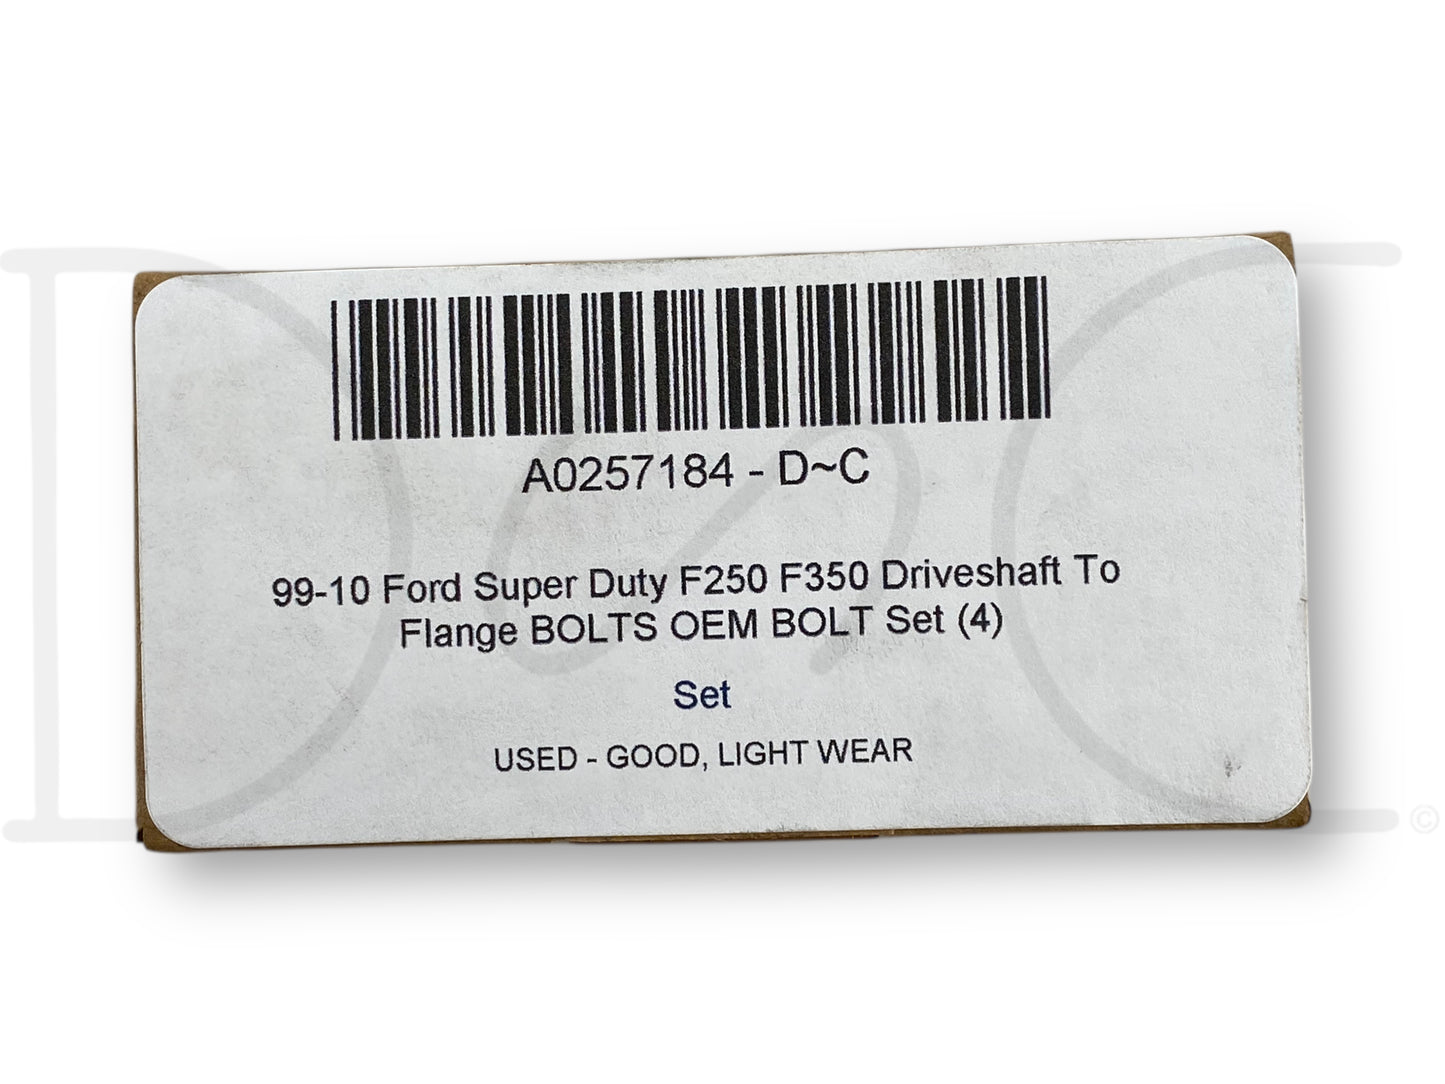 A0257184 - D~C
99-10 Ford Super Duty F250 F350 Driveshaft To
Flange BOLTS OEM BOLT Set (4)
Set
USED - GOOD, LIGHT WEAR
©